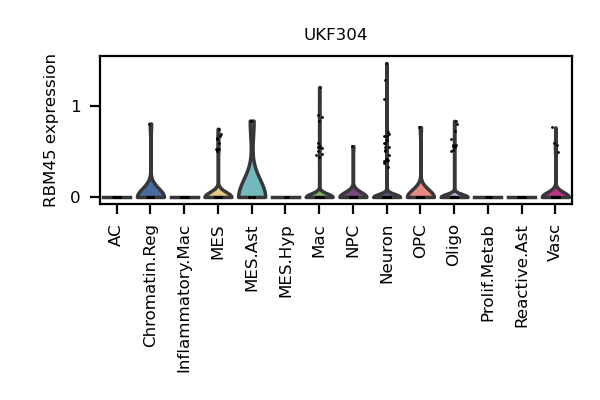 UKF304
RBM45 expression
1
0
AC
Chromatin.Reg
Inflammatory.Mac
MES
MES.Ast
MES.Hyp
Mac
NPC
Neuron
OPC
Oligo
Prolif.Metab
Reactive.Ast
Vasc